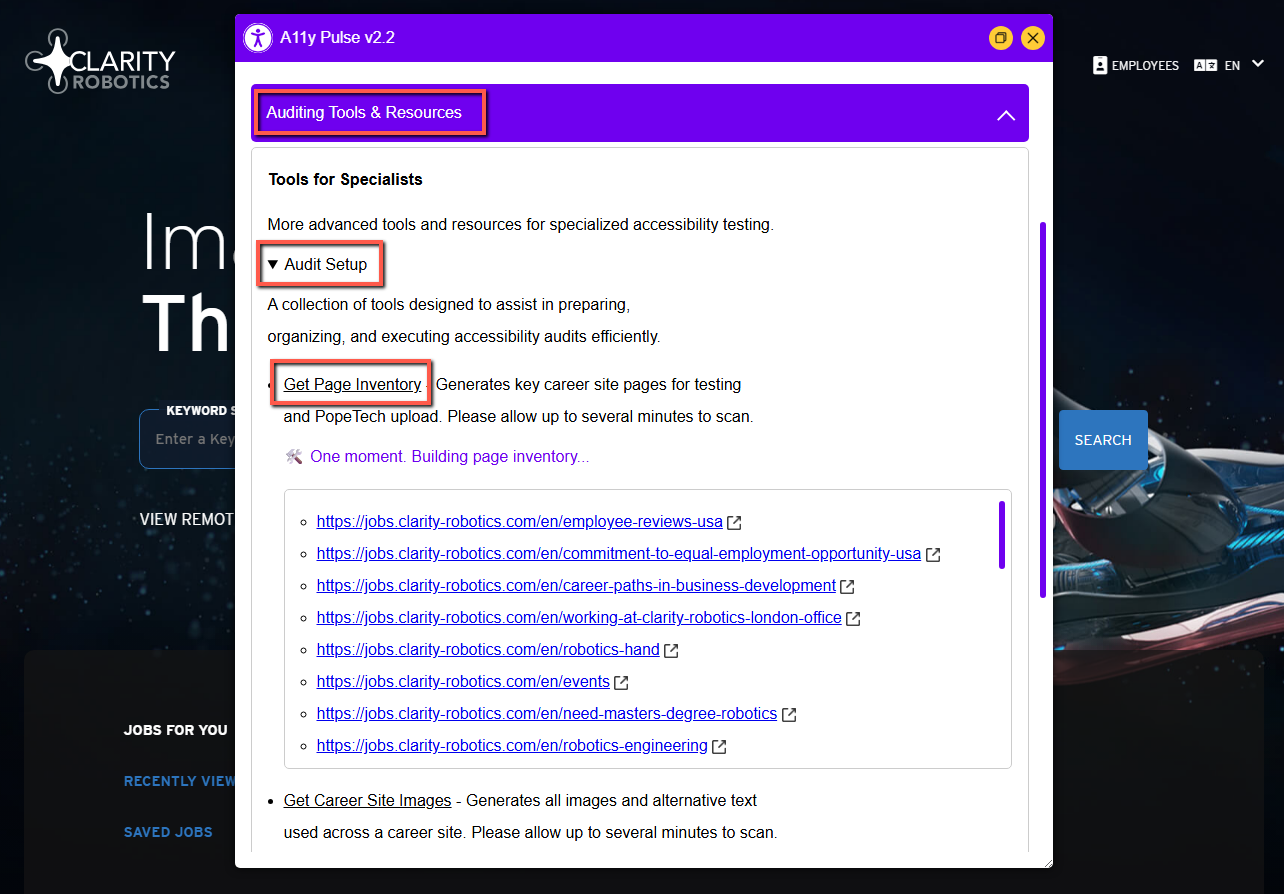 CLARITY
ROBOTICS
A11y Pulse v2.2
EMPLOYEES
EN
Auditing Tools & Resources
Tools for Specialists
More advanced tools and resources for specialized accessibility testing.
▼ Audit Setup
A collection of tools designed to assist in preparing,
organizing, and executing accessibility audits efficiently.
• Get Page Inventory - Generates key career site pages for testing
and PopeTech upload. Please allow up to several minutes to scan.
One moment. Building page inventory...
https://jobs.clarity-robotics.com/en/employee-reviews-usa
https://jobs.clarity-robotics.com/en/commitment-to-equal-employment-opportunity-usa
https://jobs.clarity-robotics.com/en/career-paths-in-business-development
https://jobs.clarity-robotics.com/en/working-at-clarity-robotics-london-office
https://jobs.clarity-robotics.com/en/robotics-hand
https://jobs.clarity-robotics.com/en/events
https://jobs.clarity-robotics.com/en/need-masters-degree-robotics
https://jobs.clarity-robotics.com/en/robotics-engineering
• Get Career Site Images - Generates all images and alternative text
used across a career site. Please allow up to several minutes to scan.
Im
Th
KEYWORD S
Enter a Key
SEARCH
VIEW REMOT
JOBS FOR YOU
RECENTLY VIEW
SAVED JOBS